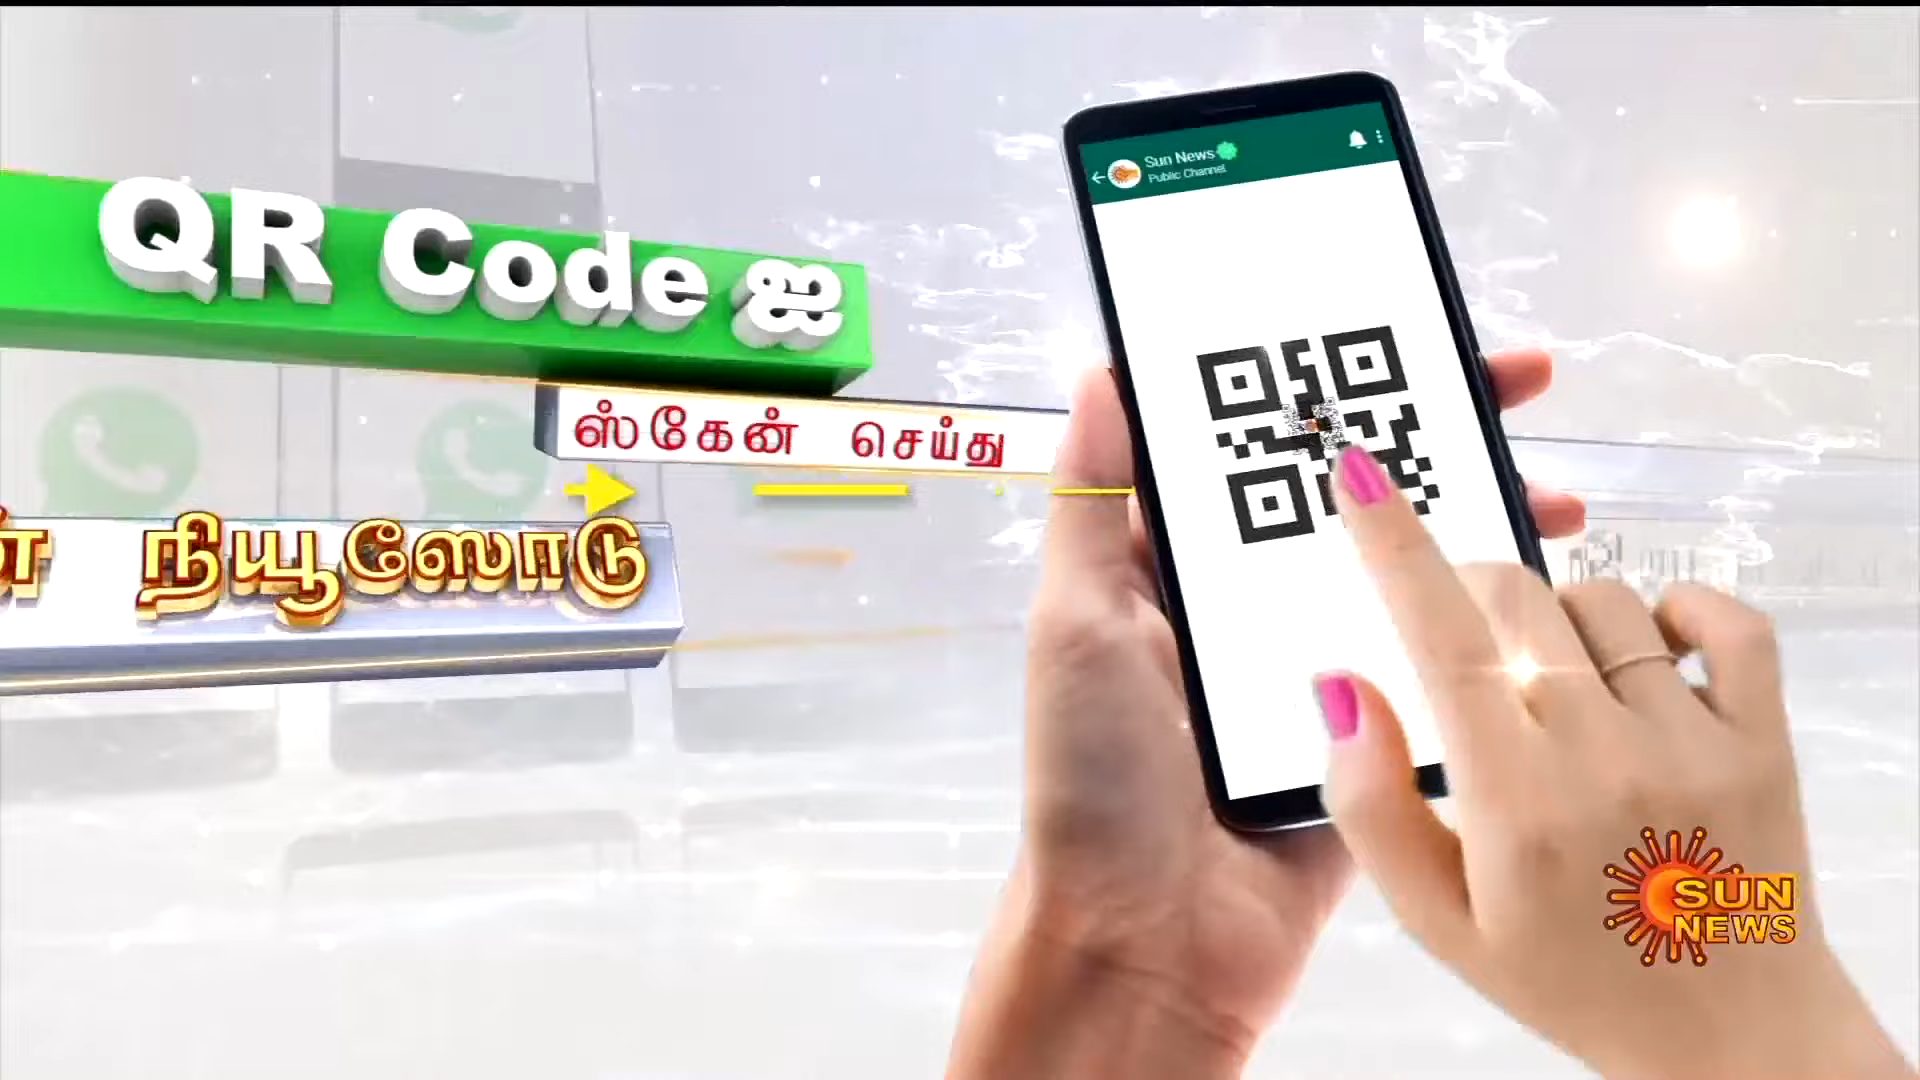 QR Code ஐ
ஸ்கேன் செய்து
நியூஸோடு
Sun News
Public Channel
SUN
NEWS